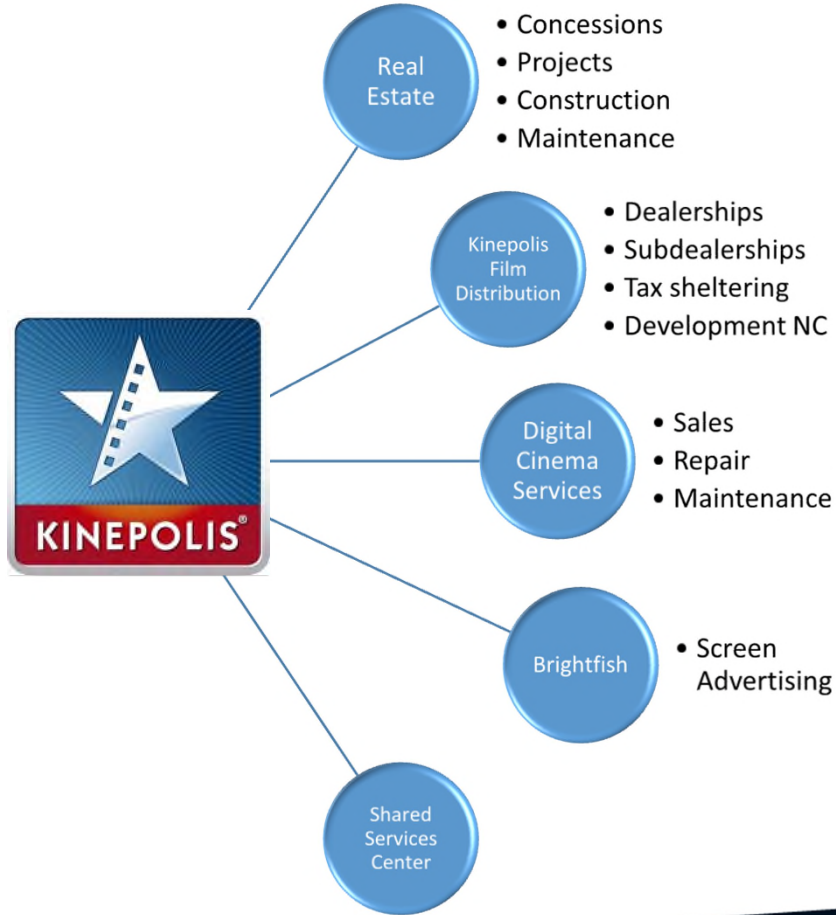 Real
Estate
• Concessions
• Projects
• Construction
• Maintenance
Kinepolis
Film
Distribution
• Dealerships
• Subdealerships
• Tax sheltering
• Development NC
KINEPOLIS®
Digital
Cinema
Services
• Sales
• Repair
• Maintenance
Brightfish
• Screen
Advertising
Shared
Services
Center